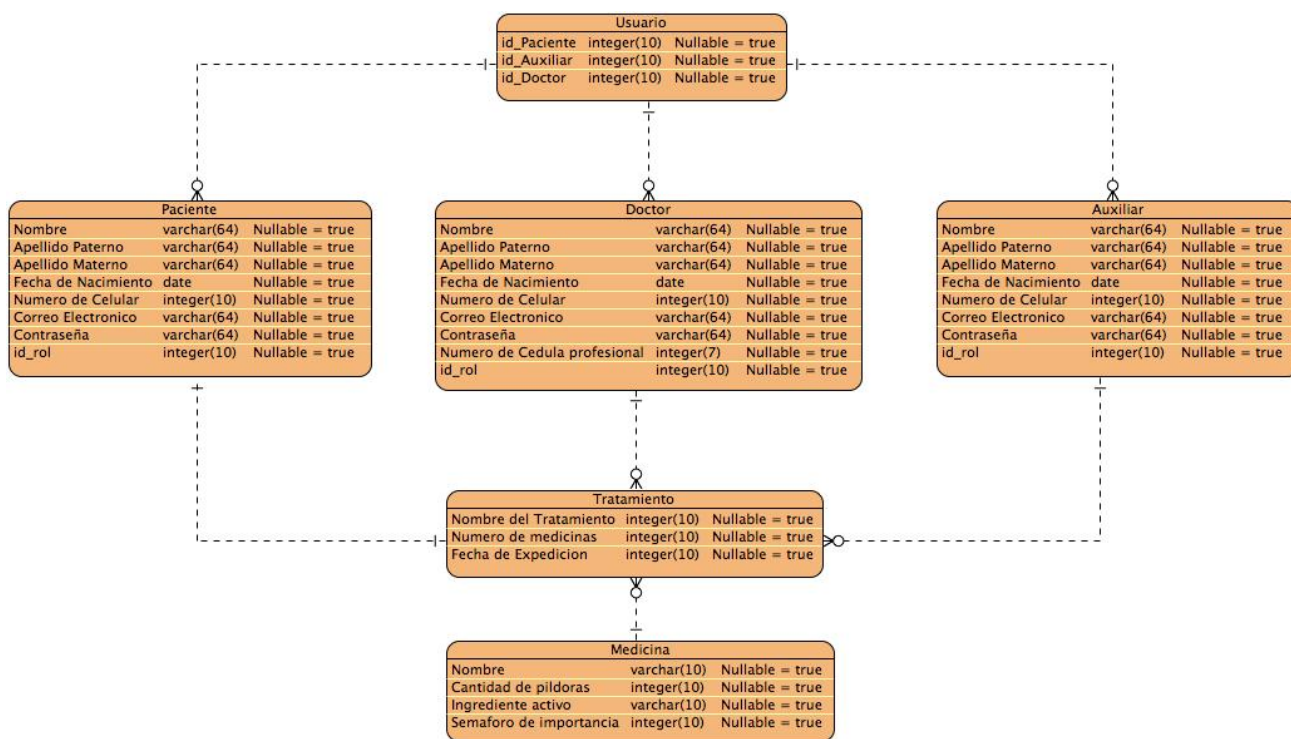 Usuario
id_Paciente integer(10) Nullable = true
id_Auxiliar integer(10) Nullable = true
id_Doctor integer(10) Nullable = true
Paciente
Nombre varchar(64) Nullable = true
Apellido Paterno varchar(64) Nullable = true
Apellido Materno varchar(64) Nullable = true
Fecha de Nacimiento date Nullable = true
Numero de Celular integer(10) Nullable = true
Correo Electronico varchar(64) Nullable = true
Contraseña varchar(64) Nullable = true
id_rol integer(10) Nullable = true
Doctor
Nombre varchar(64) Nullable = true
Apellido Paterno varchar(64) Nullable = true
Apellido Materno varchar(64) Nullable = true
Fecha de Nacimiento date Nullable = true
Numero de Celular integer(10) Nullable = true
Correo Electronico varchar(64) Nullable = true
Contraseña varchar(64) Nullable = true
Numero de Cedula profesional integer(7) Nullable = true
id_rol integer(10) Nullable = true
Auxiliar
Nombre varchar(64) Nullable = true
Apellido Paterno varchar(64) Nullable = true
Apellido Materno varchar(64) Nullable = true
Fecha de Nacimiento date Nullable = true
Numero de Celular integer(10) Nullable = true
Correo Electronico varchar(64) Nullable = true
Contraseña varchar(64) Nullable = true
id_rol integer(10) Nullable = true
Tratamiento
Nombre del Tratamiento integer(10) Nullable = true
Numero de medicinas integer(10) Nullable = true
Fecha de Expedicion integer(10) Nullable = true
Medicina
Nombre varchar(10) Nullable = true
Cantidad de pildoras integer(10) Nullable = true
Ingrediente activo varchar(10) Nullable = true
Semaforo de importancia integer(10) Nullable = true